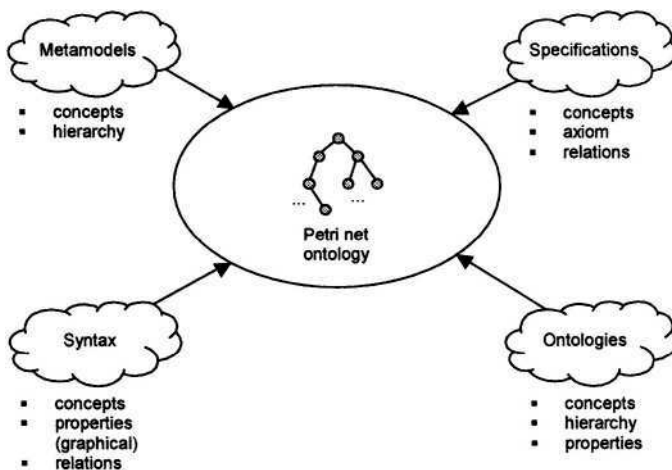 Metamodels
▪ concepts
▪ hierarchy
Specifications
▪ concepts
▪ axiom
▪ relations
...
...
Petri net
ontology
Syntax
▪ concepts
▪ properties
(graphical)
▪ relations
Ontologies
▪ concepts
▪ hierarchy
▪ properties